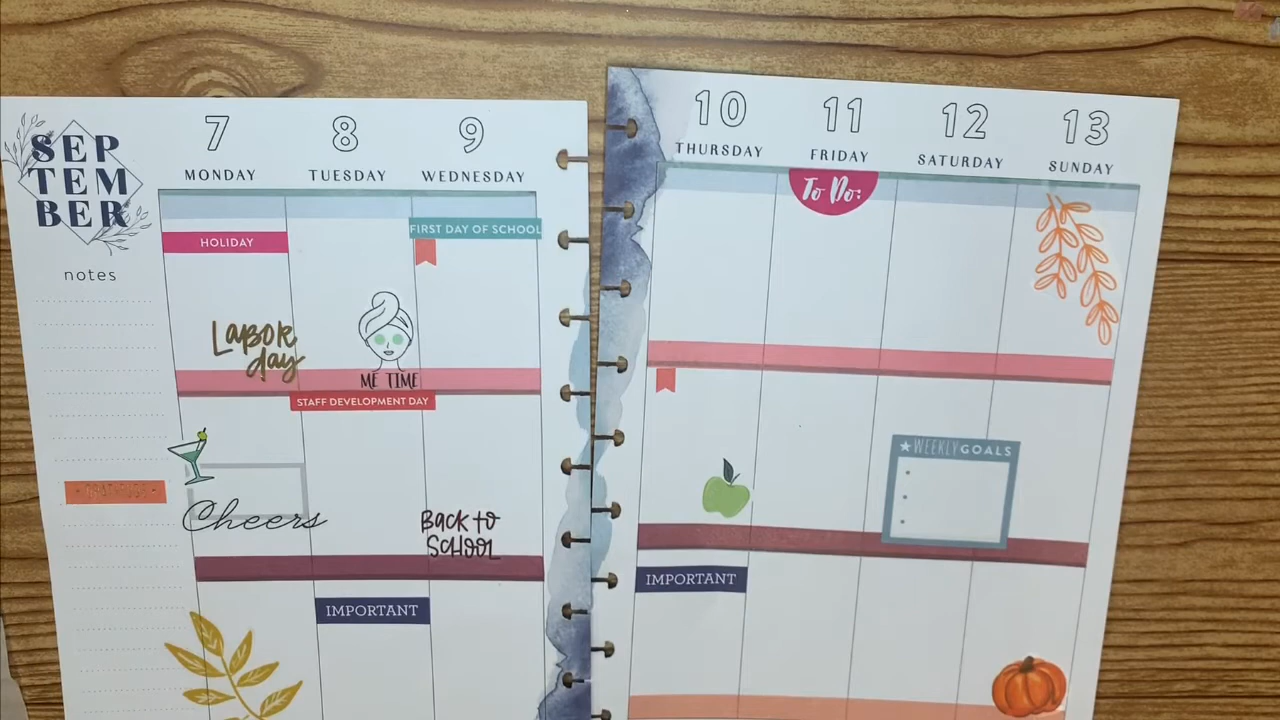 SEP
TEM
BER
notes
7
MONDAY
8
TUESDAY
9
WEDNESDAY
HOLIDAY
FIRST DAY OF SCHOOL
LABOR
day
ME TIME
STAFF DEVELOPMENT DAY
Cheers
BACK TO
SCHOOL
IMPORTANT
10
THURSDAY
11
FRIDAY
12
SATURDAY
13
SUNDAY
To Do:
WEEKLY GOALS
IMPORTANT